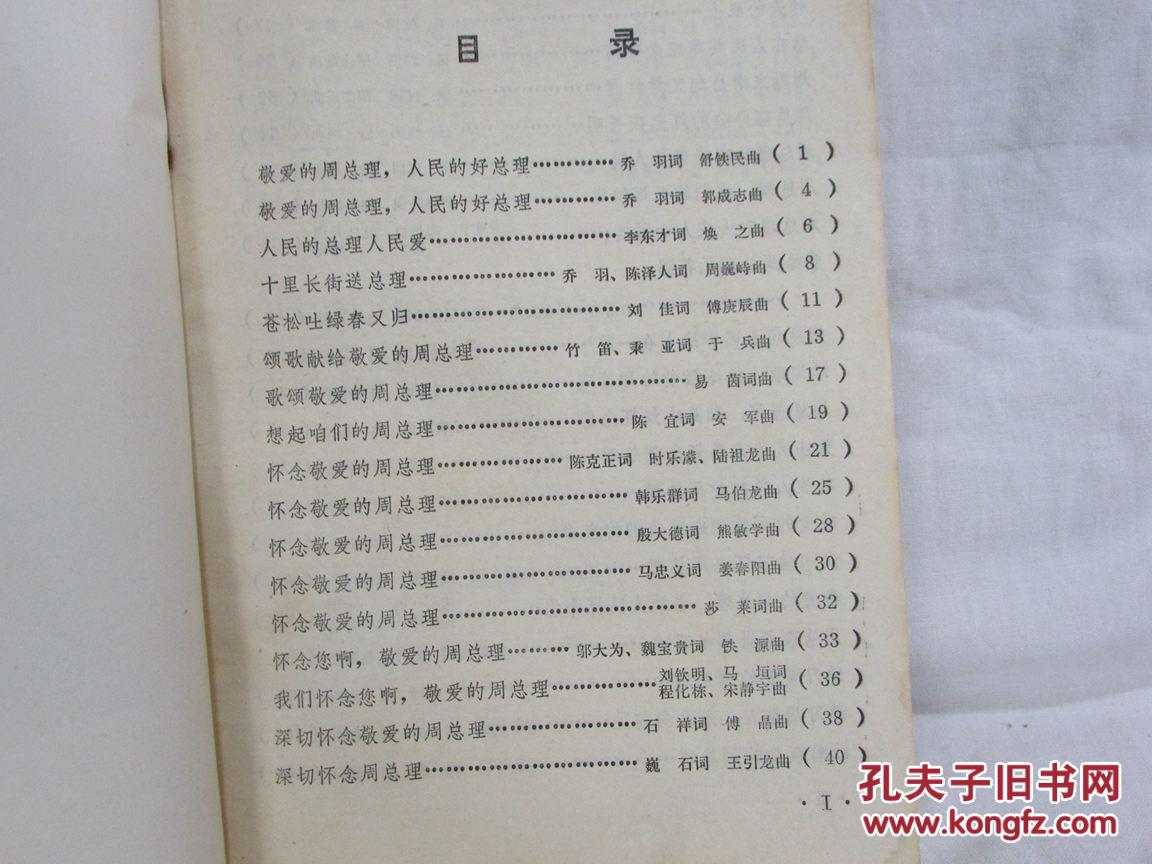 目 录
敬爱的周总理，人民的好总理…………乔 羽词 舒铁民曲（ 1 ）
敬爱的周总理，人民的好总理…………乔 羽词 郭成志曲（ 4 ）
人民的总理人民爱…………………………李东才词 焕 之曲（ 6 ）
十里长街送总理……………………乔 羽、陈泽人词 周巍峙曲（ 8 ）
苍松吐绿春又归……………………………刘 佳词 傅庚辰曲（ 11 ）
颂歌献给敬爱的周总理…………竹 笛、秉 亚词 于 兵曲（ 13 ）
歌颂敬爱的周总理…………………………………易 茵词曲（ 17 ）
想起咱们的周总理…………………………陈 宜词 安 军曲（ 19 ）
怀念敬爱的周总理………………陈克正词 时乐濛、陆祖龙曲（ 21 ）
怀念敬爱的周总理…………………………韩乐群词 马伯龙曲（ 25 ）
怀念敬爱的周总理…………………………殷大德词 熊敏学曲（ 28 ）
怀念敬爱的周总理…………………………马忠义词 姜春阳曲（ 30 ）
怀念敬爱的周总理…………………………………莎 莱词曲（ 32 ）
怀念您啊，敬爱的周总理………邬大为、魏宝贵词 铁 源曲（ 33 ）
我们怀念您啊，敬爱的周总理……………刘钦明、马 垣词 程化栋、宋静宇曲（ 36 ）
深切怀念敬爱的周总理……………………石 祥词 傅 晶曲（ 38 ）
深切怀念周总理……………………………巍 石词 王引龙曲（ 40 ）
· I ·
孔夫子旧书网
www.kongfz.com